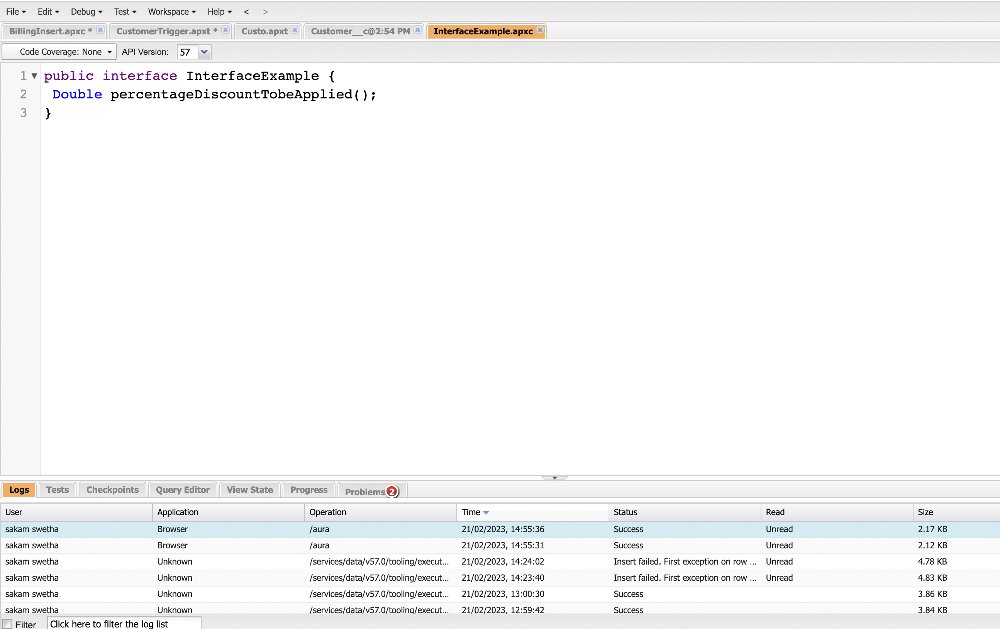 File Edit Debug Test Workspace Help < >
BillingInsert.apxc * CustomerTrigger.apxt * Custo.apxt Customer__c@2:54 PM InterfaceExample.apxc
Code Coverage: None API Version: 57
1 public interface InterfaceExample {
2 Double percentageDiscountTobeApplied();
3 }
Logs Tests Checkpoints Query Editor View State Progress Problems 2
User Application Operation Time Status Read Size
sakam swetha Browser /aura 21/02/2023, 14:55:36 Success Unread 2.17 KB
sakam swetha Browser /aura 21/02/2023, 14:55:31 Success Unread 2.12 KB
sakam swetha Unknown /services/data/v57.0/tooling/execut... 21/02/2023, 14:24:02 Insert failed. First exception on row ... Unread 4.78 KB
sakam swetha Unknown /services/data/v57.0/tooling/execut... 21/02/2023, 14:23:40 Insert failed. First exception on row ... Unread 4.83 KB
sakam swetha Unknown /services/data/v57.0/tooling/execut... 21/02/2023, 13:00:30 Success 3.86 KB
sakam swetha Unknown /services/data/v57.0/tooling/execut... 21/02/2023, 12:59:42 Success 3.84 KB
Filter Click here to filter the log list